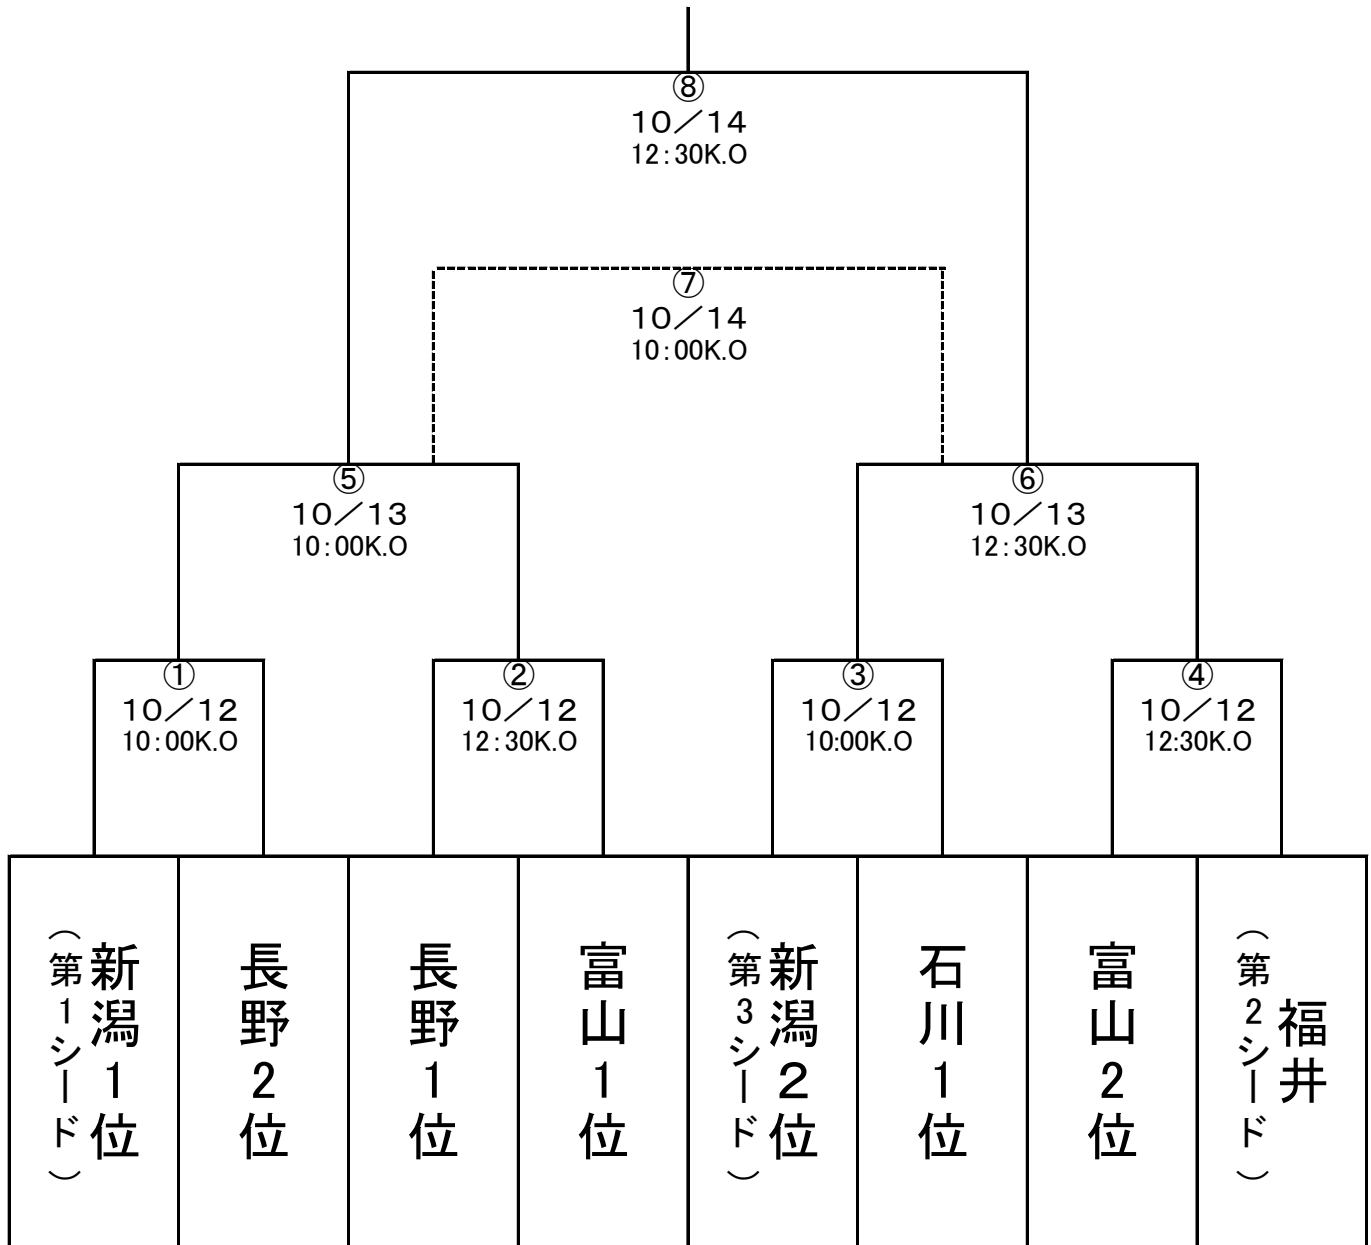 ⑧
１０／１４
12：30K.O
⑦
１０／１４
10：00K.O
⑤
１０／１３
10：00K.O
⑥
１０／１３
12：30K.O
①
１０／１２
10：00K.O
②
１０／１２
12：30K.O
③
１０／１２
10:00K.O
④
１０／１２
12:30K.O
新潟1位
（第1シード）
長野2位
長野1位
富山1位
新潟２位
（第3シード）
石川1位
富山2位
福井
（第2シード）